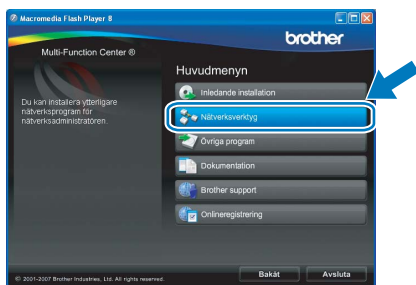 Macromedia Flash Player 8
brother
Multi-Function Center ®
Huvudmenyn
Du kan installera ytterligare
nätverksprogram för
nätverksadministratören.
Inledande installation
Nätverksverktyg
Övriga program
Dokumentation
Brother support
Onlineregistrering
© 2001-2007 Brother Industries, Ltd. All rights reserved.
Bakåt
Avsluta